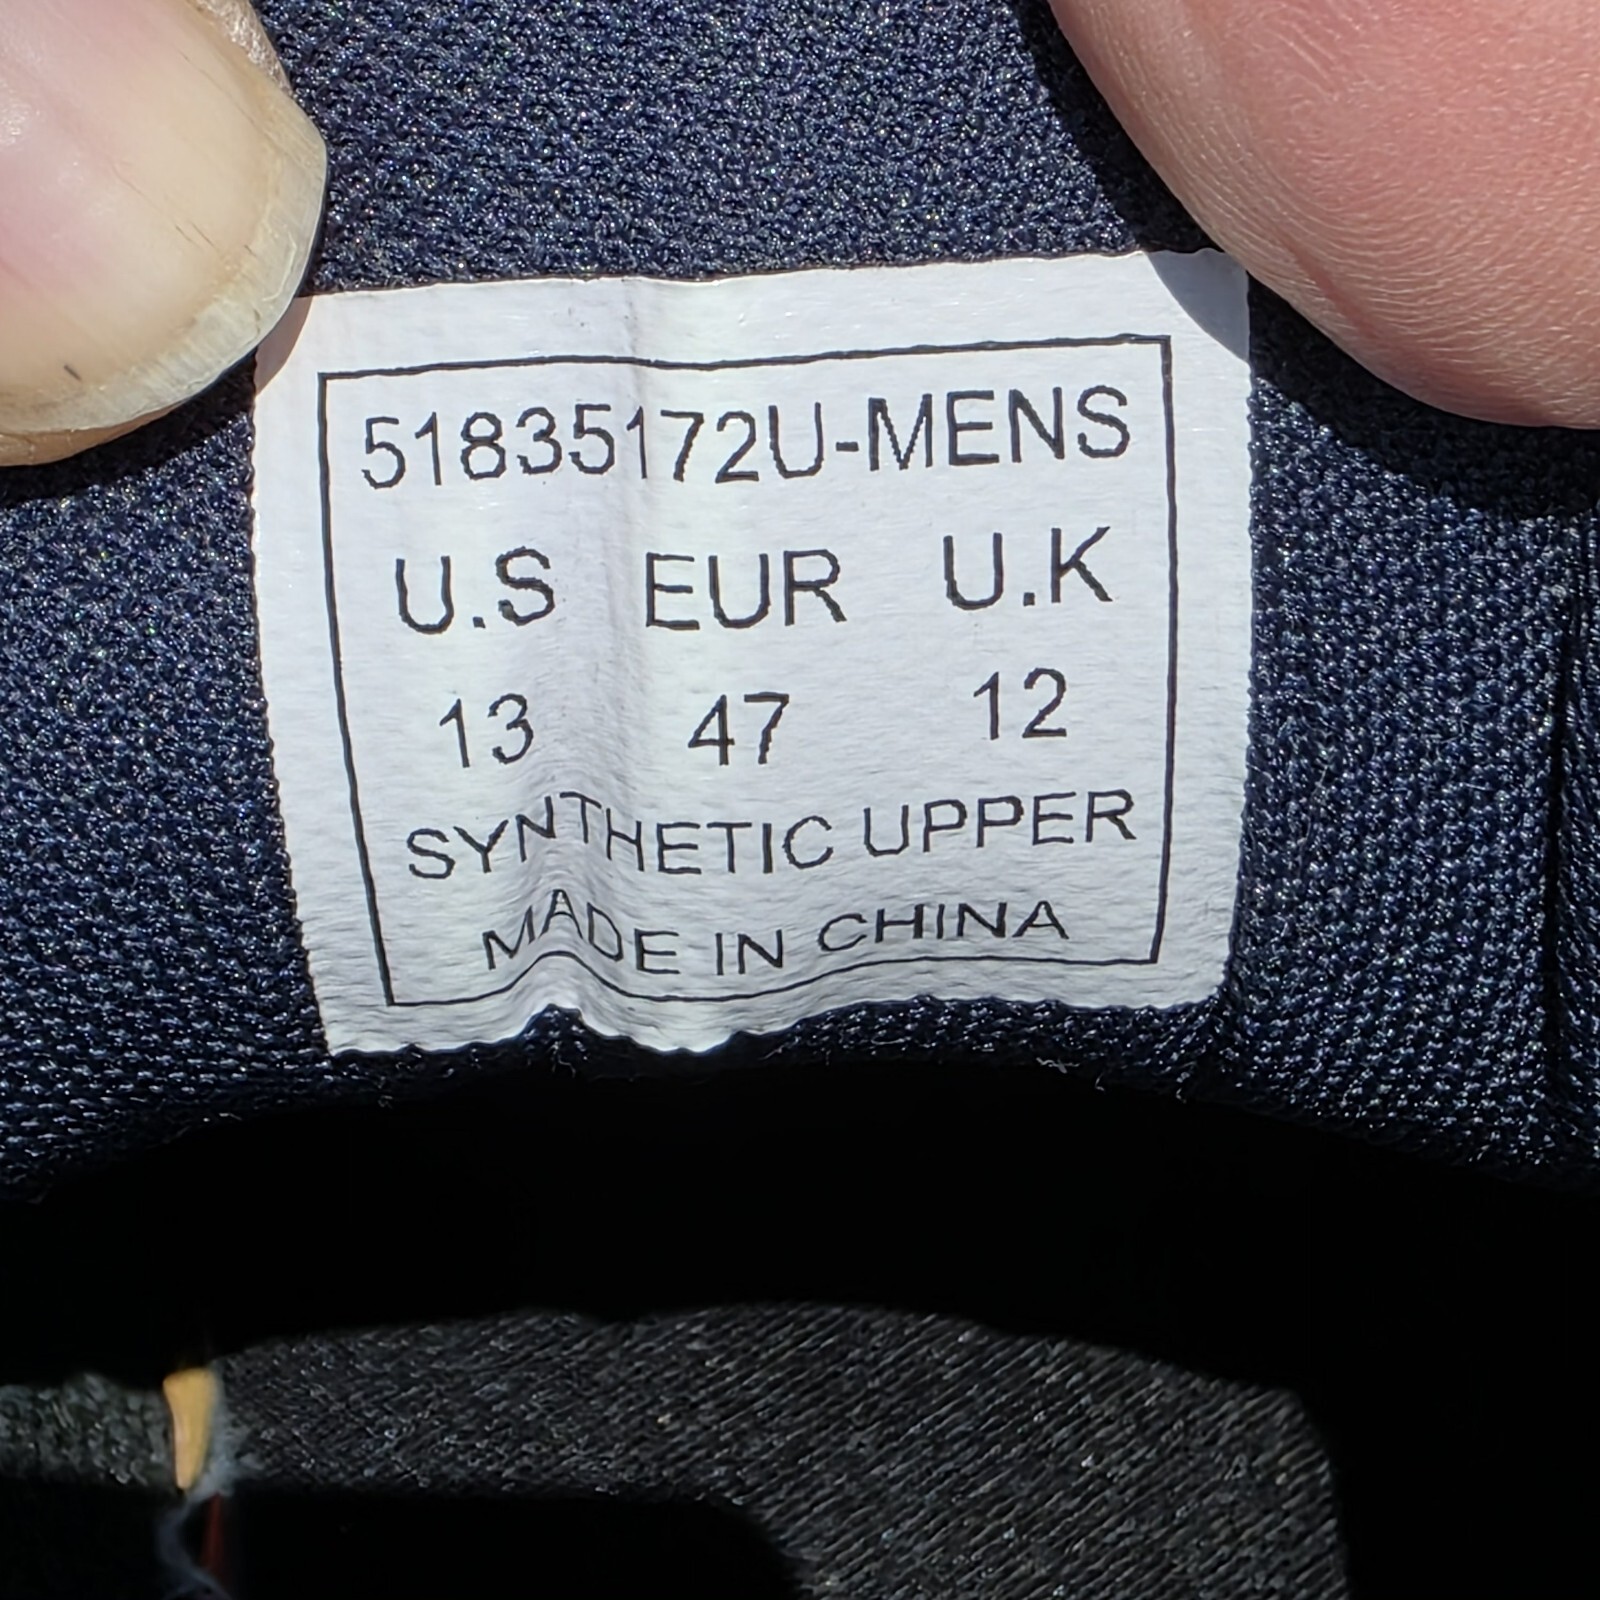 51835172U-MENS
U.S EUR U.K
13 47 12
SYNTHETIC UPPER
MADE IN CHINA